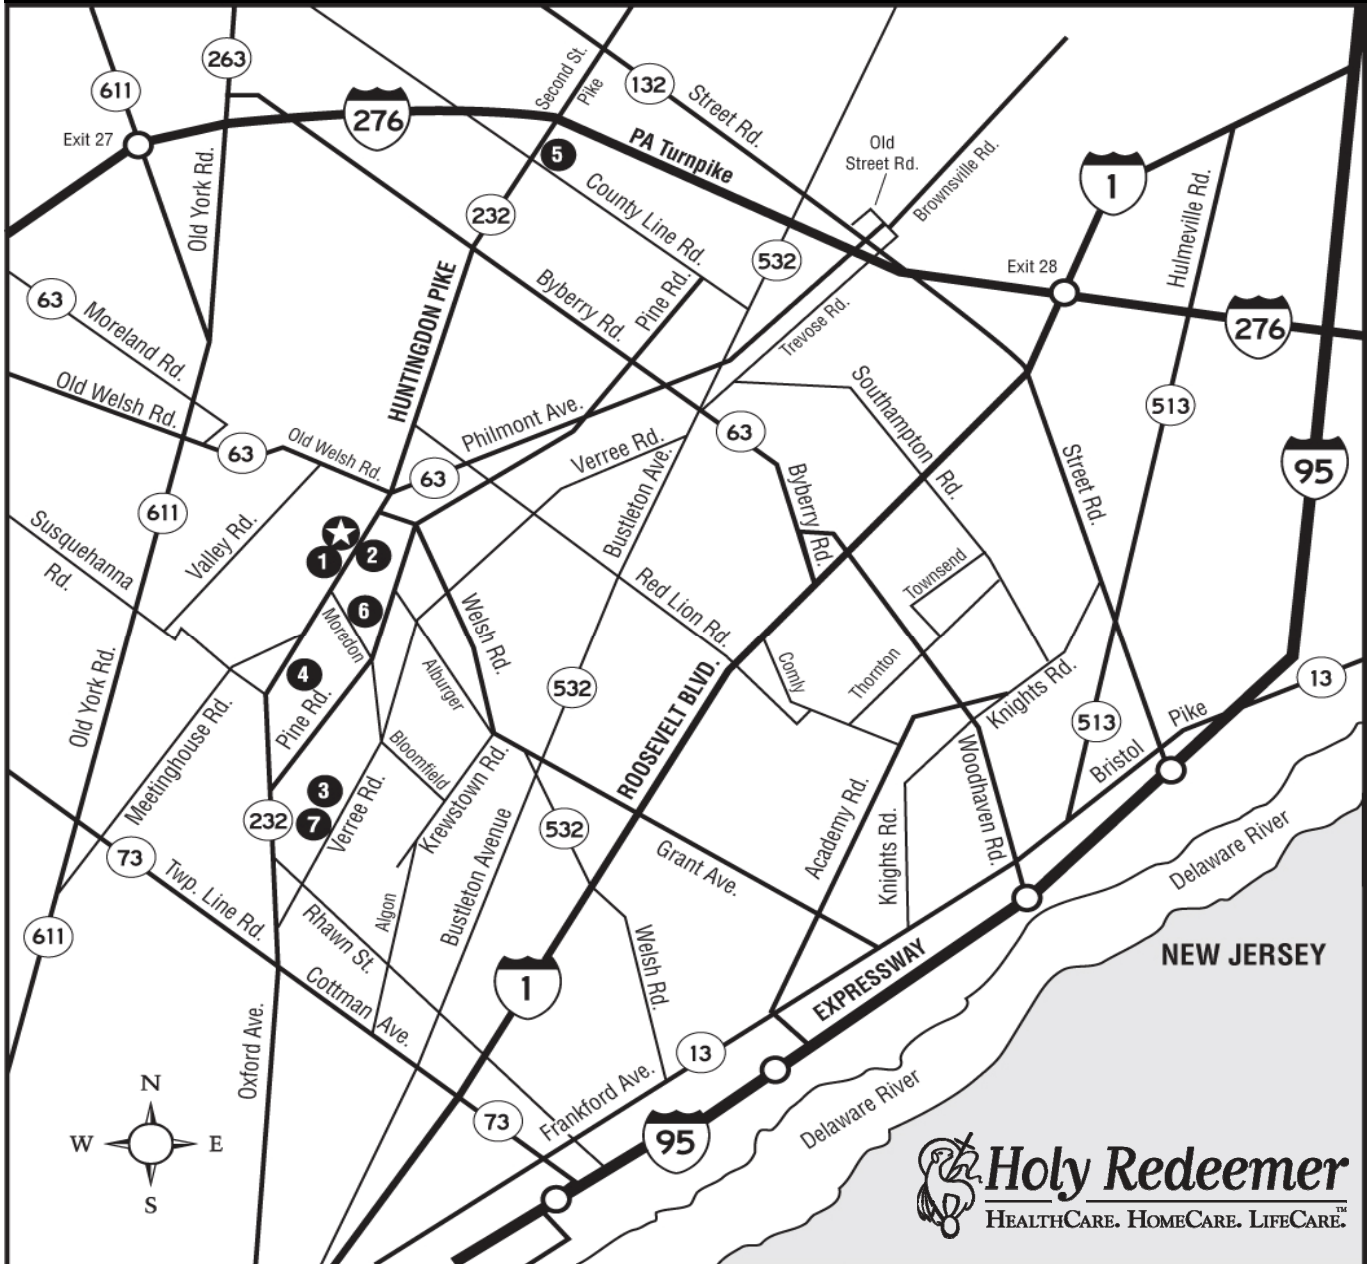 263
611
276
Exit 27
Old York Rd.
Second St.
Pike
132
Street Rd.
PA Turnpike
5
Old
Street Rd.
Brownsville Rd.
1
Hulmeville Rd.
232
County Line Rd.
532
Exit 28
276
63
Moreland Rd.
HUNTINGDON PIKE
Byberry Rd.
Pine Rd.
Trevose Rd.
Old Welsh Rd.
63
Old Welsh Rd.
63
Philmont Ave.
Verree Rd.
63
Southampton Rd.
513
95
Street Rd.
Byberry Rd.
611
Susquehanna
Rd.
Valley Rd.
1
2
6
Bustleton Ave.
Red Lion Rd.
Townsend
Moredon
Welsh Rd.
4
Alburger
532
Comly
Thornton
Knights Rd.
13
Old York Rd.
Meetinghouse Rd.
Pine Rd.
Bloomfield
ROOSEVELT BLVD.
513
Pike
Bristol
3
7
232
Verree Rd.
Krewstown Rd.
532
Academy Rd.
Knights Rd.
Woodhaven Rd.
73
Twp. Line Rd.
Rhawn St.
Algon
Bustleton Avenue
Grant Ave.
Delaware River
611
Cottman Ave.
1
Welsh Rd.
EXPRESSWAY
NEW JERSEY
Oxford Ave.
13
Frankford Ave.
73
95
Delaware River
N
W E
S
Holy Redeemer
HEALTHCARE. HOMECARE. LIFECARE.™